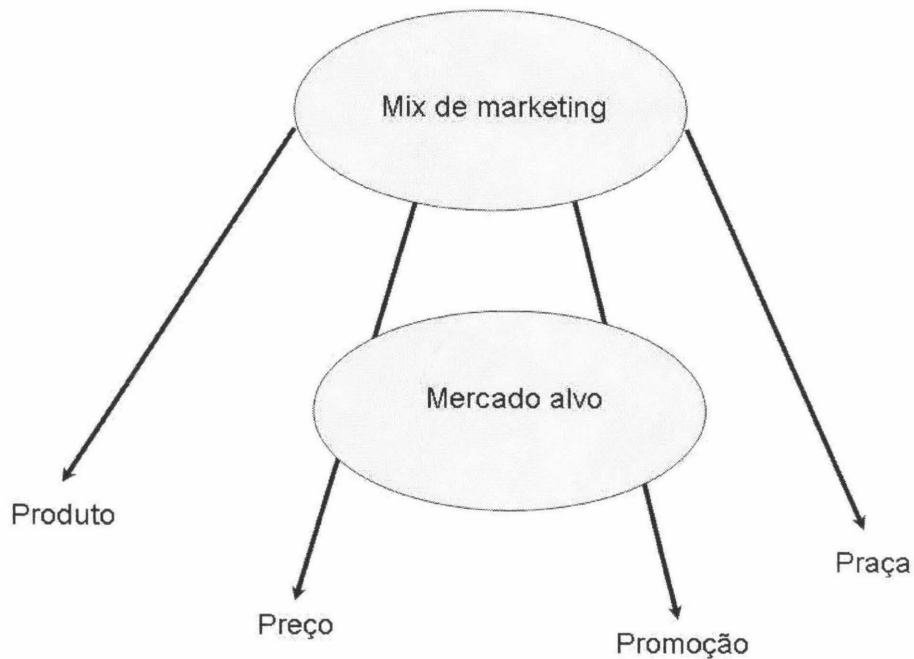 Mix de marketing
Mercado alvo
Produto
Praça
Preço
Promoção